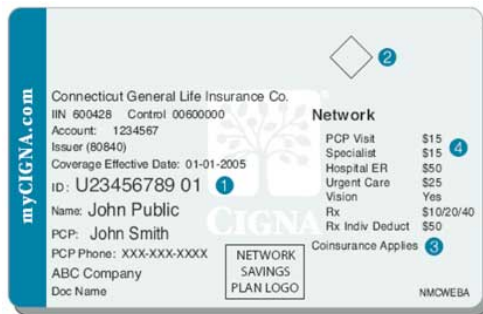 myCIGNA.com
2
Connecticut General Life Insurance Co.
IIN 600428 Control 00600000
Account: 1234567
Issuer (80840)
Coverage Effective Date: 01-01-2005
ID: U23456789 01 1
Name: John Public
PCP: John Smith
PCP Phone: XXX-XXX-XXXX
ABC Company
Doc Name
CIGNA
NETWORK
SAVINGS
PLAN LOGO
Network
PCP Visit $15
Specialist $15 4
Hospital ER $50
Urgent Care $25
Vision Yes
Rx $10/20/40
Rx Indiv Deduct $50
Coinsurance Applies 3
NMCWEBA